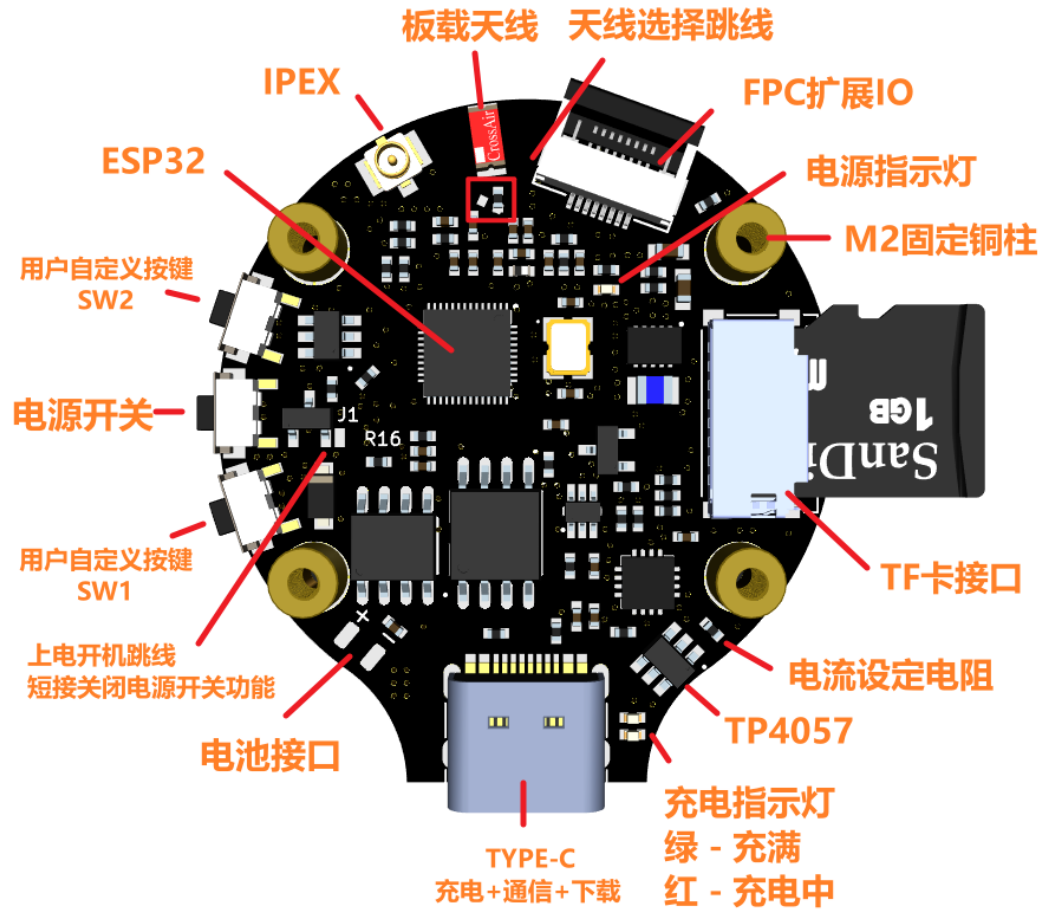 板载天线
天线选择跳线
IPEX
FPC扩展IO
CrossAir
ESP32
电源指示灯
M2固定铜柱
用户自定义按键
SW2
电源开关
J1
R16
1GB
SanDi
用户自定义按键
SW1
TF卡接口
上电开机跳线
短接关闭电源开关功能
+
电流设定电阻
电池接口
TP4057
充电指示灯
绿 - 充满
红 - 充电中
TYPE-C
充电+通信+下载